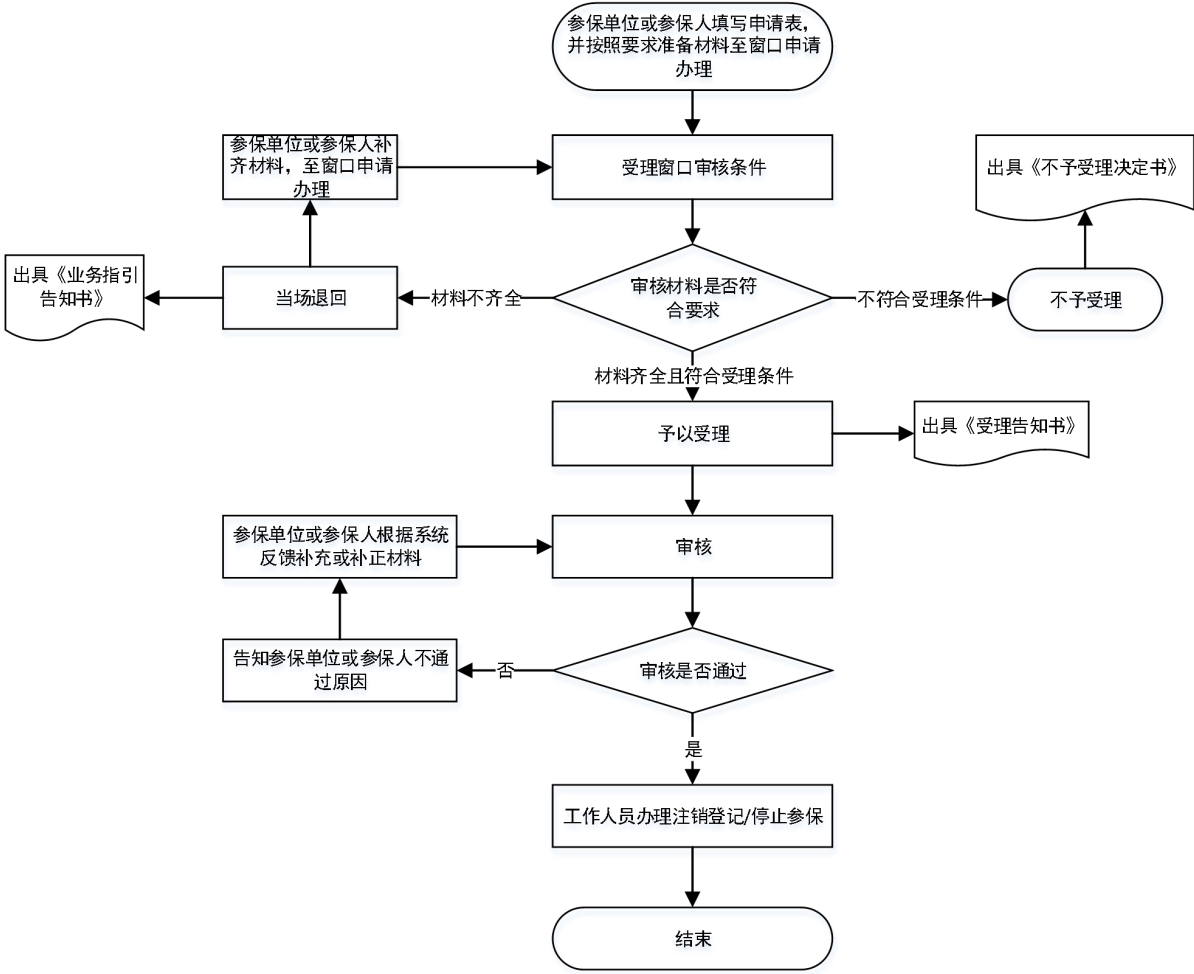 参保单位或参保人填写申请表，
并按照要求准备材料至窗口申请
办理
参保单位或参保人补
齐材料，至窗口申请
办理
受理窗口审核条件
出具《不予受理决定书》
出具《业务指引
告知书》
当场退回
材料不齐全
审核材料是否符
合要求
不符合受理条件
不予受理
材料齐全且符合受理条件
予以受理
出具《受理告知书》
参保单位或参保人根据系统
反馈补充或补正材料
审核
告知参保单位或参保人不通
过原因
否
审核是否通过
是
工作人员办理注销登记/停止参保
结束